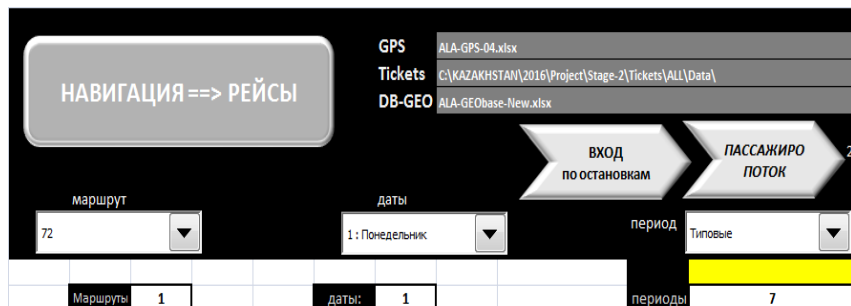 GPS ALA-GPS-04.xlsx
Tickets C:\KAZAKHSTAN\2016\Project\Stage-2\Tickets\ALL\Data\
DB-GEO ALA-GEObase-New.xlsx
НАВИГАЦИЯ ==> РЕЙСЫ
ВХОД
по остановкам
ПАССАЖИРО
ПОТОК
2
маршрут даты период
72 1 : Понедельник Типовые
Маршруты 1 даты: 1 периоды 7